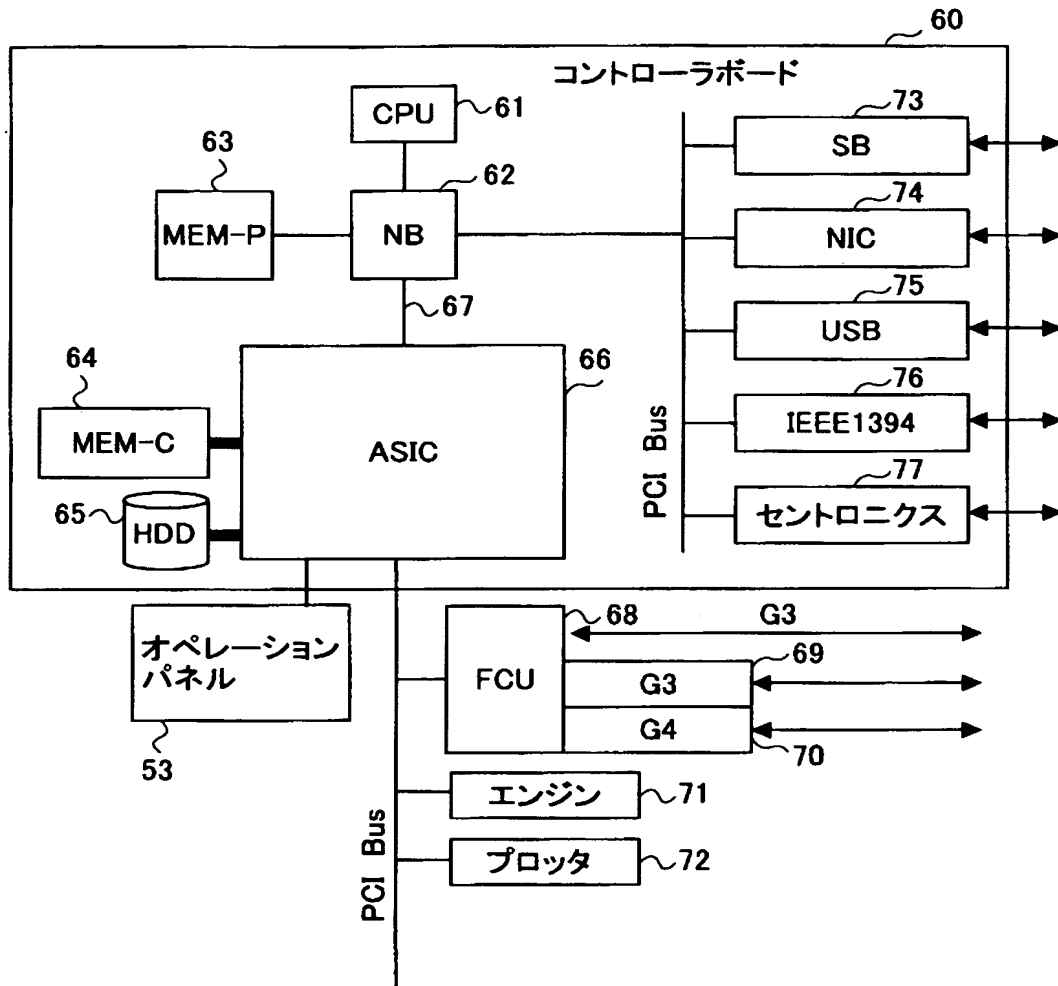 60
コントローラボード
CPU
61
63
MEM-P
62
NB
67
73
SB
74
NIC
75
USB
76
IEEE1394
77
セントロニクス
PCI Bus
64
MEM-C
65
HDD
66
ASIC
オペレーション
パネル
53
68
FCU
G3
69
G3
G4
70
エンジン
71
プロッタ
72
PCI Bus